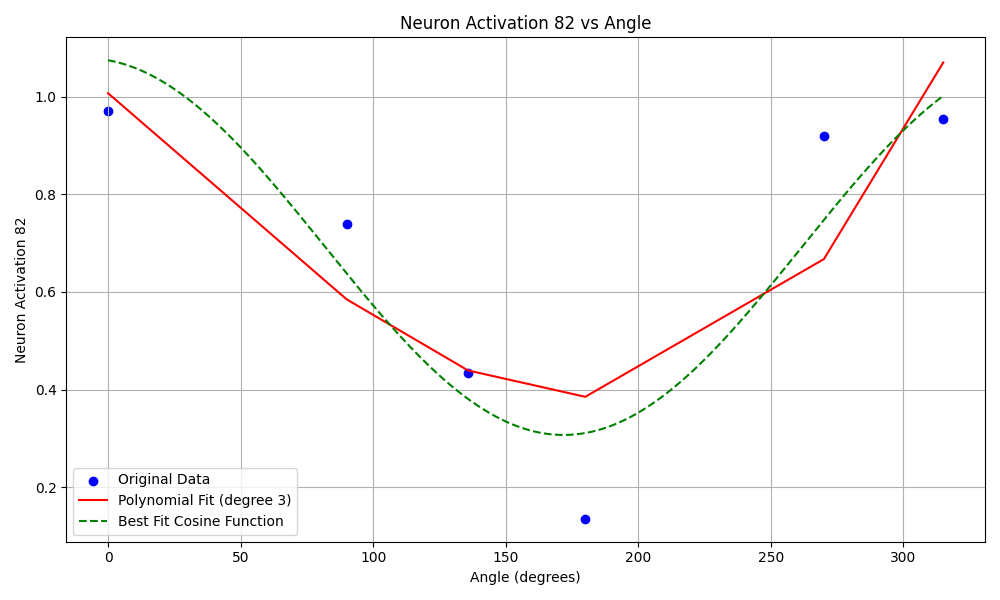 Neuron Activation 82 vs Angle
Neuron Activation 82
1.0
0.8
0.6
0.4
0.2
Original Data
Polynomial Fit (degree 3)
Best Fit Cosine Function
0 50 100 150 200 250 300
Angle (degrees)